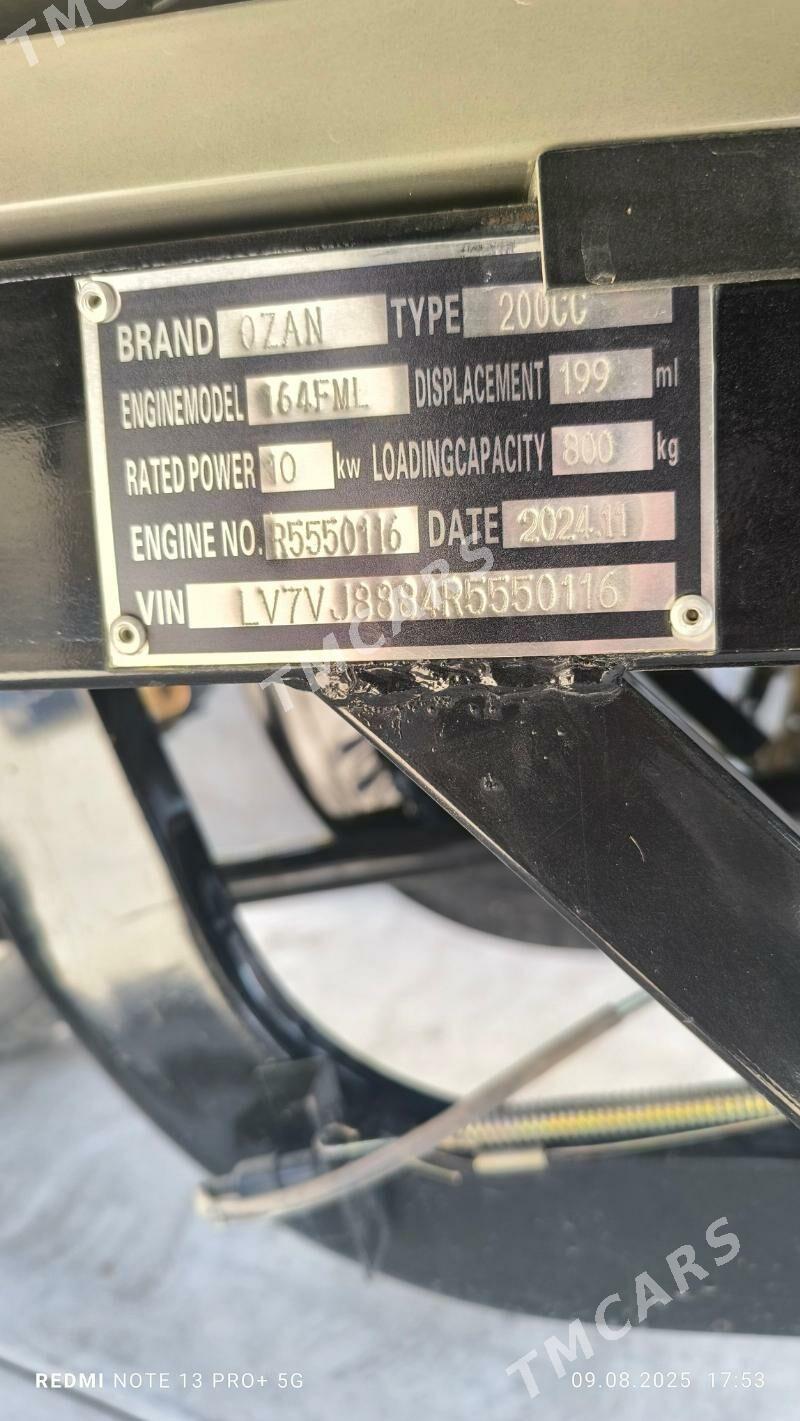 TMCARS
BRAND OZAN TYPE 200CC
ENGINEMODEL 164FML DISPLACEMENT 199 ml
RATED POWER 10 kw LOADINGCAPACITY 800 kg
ENGINE NO. R5550116 DATE 2024.11
VIN LV7VJ8884R5550116
TMCARS
TMCARS
REDMI NOTE 13 PRO+ 5G 09.08.2025 17:53